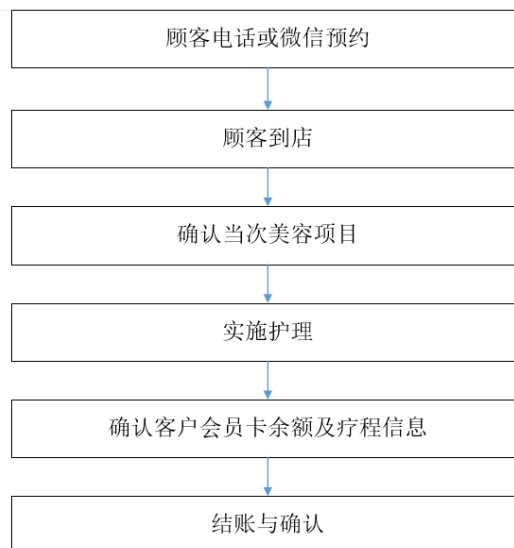 顾客电话或微信预约
顾客到店
确认当次美容项目
实施护理
确认客户会员卡余额及疗程信息
结账与确认